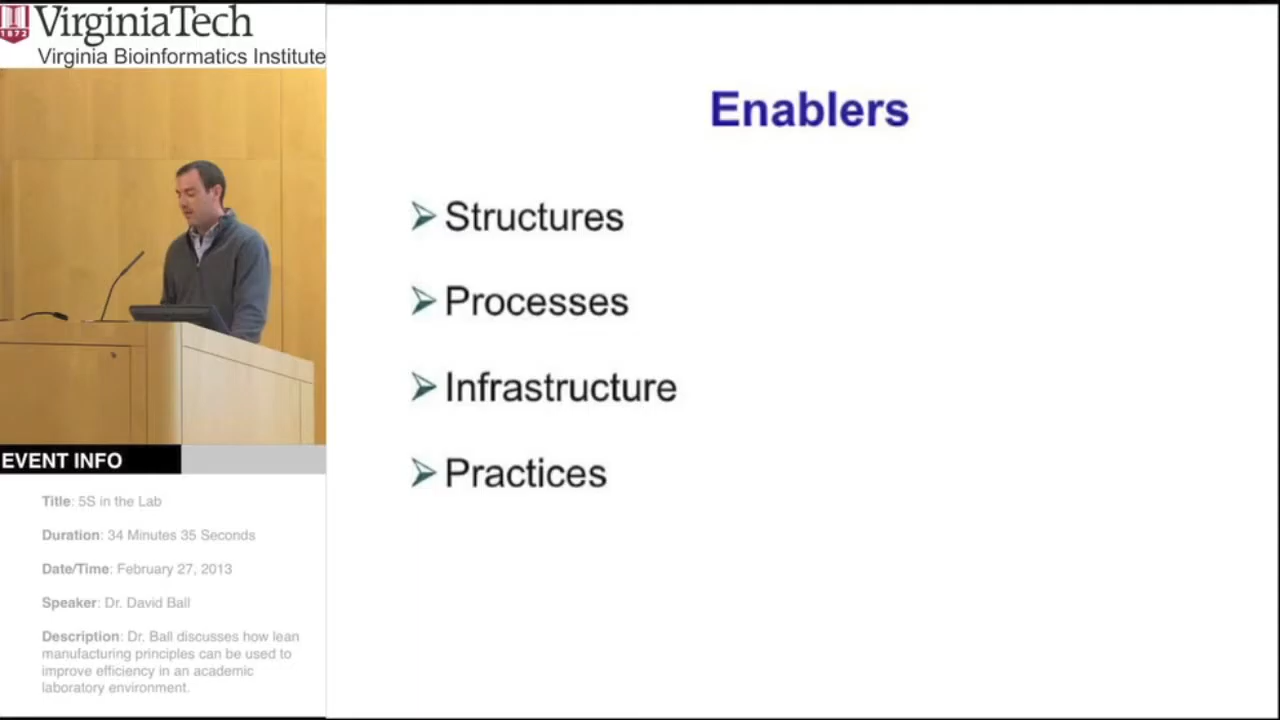 1872
VirginiaTech
Virginia Bioinformatics Institute
EVENT INFO
Title: 5S in the Lab
Duration: 34 Minutes 35 Seconds
Date/Time: February 27, 2013
Speaker: Dr. David Ball
Description: Dr. Ball discusses how lean
manufacturing principles can be used to
improve efficiency in an academic
laboratory environment.
Enablers
Structures
Processes
Infrastructure
Practices